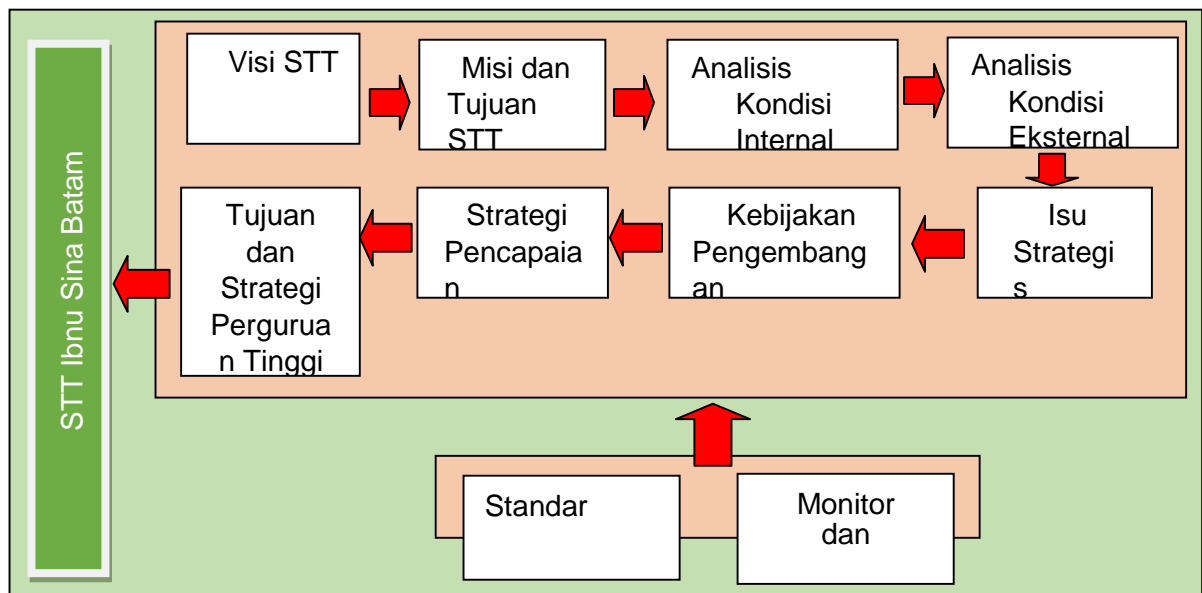 STT Ibnu Sina Batam
Visi STT
Misi dan
Tujuan
STT
Analisis
Kondisi
Internal
Analisis
Kondisi
Eksternal
Isu
Strategi
s
Kebijakan
Pengembang
an
Strategi
Pencapaia
n
Tujuan
dan
Strategi
Pergurua
n Tinggi
Standar
Monitor
dan